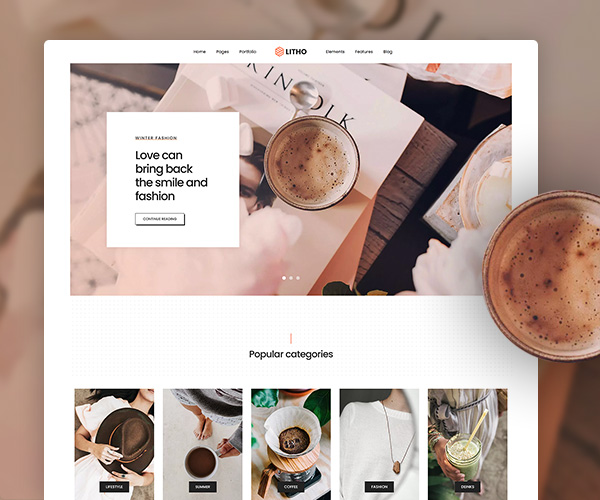 Home Pages Portfolio LITHO Elements Features Blog
KINFOLK
WINTER FASHION
Love can
bring back
the smile and
fashion
CONTINUE READING
Popular categories
LIFESTYLE SUMMER COFFEE FASHION DRINKS